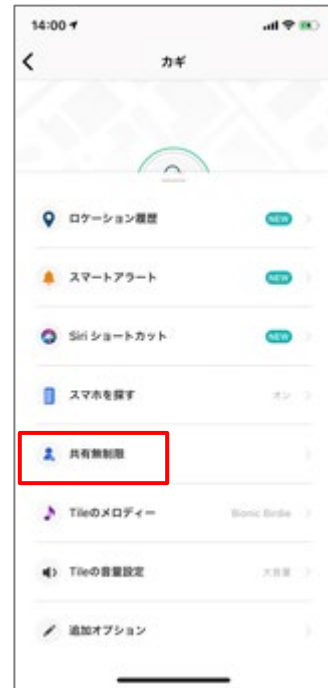 14:00
カギ
ロケーション履歴 NEW
スマートアラート NEW
Siri ショートカット NEW
スマホを探す オン
共有無制限
Tileのメロディー Bionic Birdie
Tileの音量設定 大音量
追加オプション